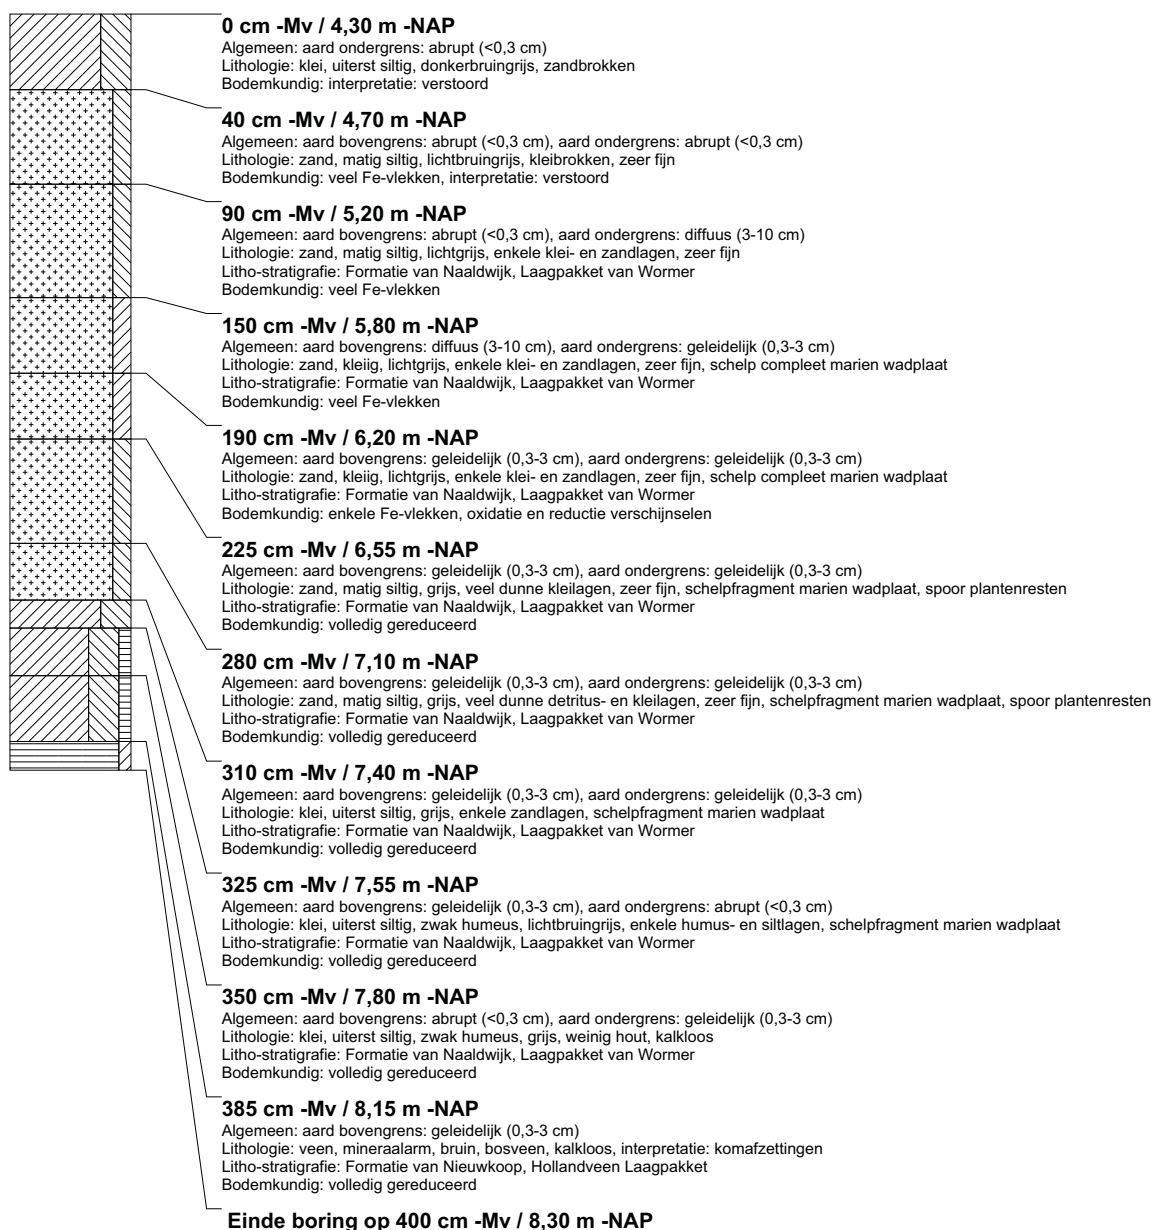 0 cm -Mv / 4,30 m -NAP
Algemeen: aard ondergrens: abrupt (<0,3 cm)
Lithologie: klei, uiterst siltig, donkerbruingrijs, zandbrokken
Bodemkundig: interpretatie: verstoord
40 cm -Mv / 4,70 m -NAP
Algemeen: aard bovengrens: abrupt (<0,3 cm), aard ondergrens: abrupt (<0,3 cm)
Lithologie: zand, matig siltig, lichtbruingrijs, kleibrokken, zeer fijn
Bodemkundig: veel Fe-vlekken, interpretatie: verstoord
90 cm -Mv / 5,20 m -NAP
Algemeen: aard bovengrens: abrupt (<0,3 cm), aard ondergrens: diffuus (3-10 cm)
Lithologie: zand, matig siltig, lichtgrijs, enkele klei- en zandlagen, zeer fijn
Litho-stratigrafie: Formatie van Naaldwijk, Laagpakket van Wormer
Bodemkundig: veel Fe-vlekken
150 cm -Mv / 5,80 m -NAP
Algemeen: aard bovengrens: diffuus (3-10 cm), aard ondergrens: geleidelijk (0,3-3 cm)
Lithologie: zand, kleiig, lichtgrijs, enkele klei- en zandlagen, zeer fijn, schelp compleet marien wadplaat
Litho-stratigrafie: Formatie van Naaldwijk, Laagpakket van Wormer
Bodemkundig: veel Fe-vlekken
190 cm -Mv / 6,20 m -NAP
Algemeen: aard bovengrens: geleidelijk (0,3-3 cm), aard ondergrens: geleidelijk (0,3-3 cm)
Lithologie: zand, kleiig, lichtgrijs, enkele klei- en zandlagen, zeer fijn, schelp compleet marien wadplaat
Litho-stratigrafie: Formatie van Naaldwijk, Laagpakket van Wormer
Bodemkundig: enkele Fe-vlekken, oxidatie en reductie verschijnselen
225 cm -Mv / 6,55 m -NAP
Algemeen: aard bovengrens: geleidelijk (0,3-3 cm), aard ondergrens: geleidelijk (0,3-3 cm)
Lithologie: zand, matig siltig, grijs, veel dunne kleilagen, zeer fijn, schelpfragment marien wadplaat, spoor plantenresten
Litho-stratigrafie: Formatie van Naaldwijk, Laagpakket van Wormer
Bodemkundig: volledig gereduceerd
280 cm -Mv / 7,10 m -NAP
Algemeen: aard bovengrens: geleidelijk (0,3-3 cm), aard ondergrens: geleidelijk (0,3-3 cm)
Lithologie: zand, matig siltig, grijs, veel dunne detritus- en kleilagen, zeer fijn, schelpfragment marien wadplaat, spoor plantenresten
Litho-stratigrafie: Formatie van Naaldwijk, Laagpakket van Wormer
Bodemkundig: volledig gereduceerd
310 cm -Mv / 7,40 m -NAP
Algemeen: aard bovengrens: geleidelijk (0,3-3 cm), aard ondergrens: geleidelijk (0,3-3 cm)
Lithologie: klei, uiterst siltig, grijs, enkele zandlagen, schelpfragment marien wadplaat
Litho-stratigrafie: Formatie van Naaldwijk, Laagpakket van Wormer
Bodemkundig: volledig gereduceerd
325 cm -Mv / 7,55 m -NAP
Algemeen: aard bovengrens: geleidelijk (0,3-3 cm), aard ondergrens: abrupt (<0,3 cm)
Lithologie: klei, uiterst siltig, zwak humeus, lichtbruingrijs, enkele humus- en siltlagen, schelpfragment marien wadplaat
Litho-stratigrafie: Formatie van Naaldwijk, Laagpakket van Wormer
Bodemkundig: volledig gereduceerd
350 cm -Mv / 7,80 m -NAP
Algemeen: aard bovengrens: abrupt (<0,3 cm), aard ondergrens: geleidelijk (0,3-3 cm)
Lithologie: klei, uiterst siltig, zwak humeus, grijs, weinig hout, kalkloos
Litho-stratigrafie: Formatie van Naaldwijk, Laagpakket van Wormer
Bodemkundig: volledig gereduceerd
385 cm -Mv / 8,15 m -NAP
Algemeen: aard bovengrens: geleidelijk (0,3-3 cm)
Lithologie: veen, mineraalarm, bruin, bosveen, kalkloos, interpretatie: komafzettingen
Litho-stratigrafie: Formatie van Nieuwkoop, Hollandveen Laagpakket
Bodemkundig: volledig gereduceerd
Einde boring op 400 cm -Mv / 8,30 m -NAP